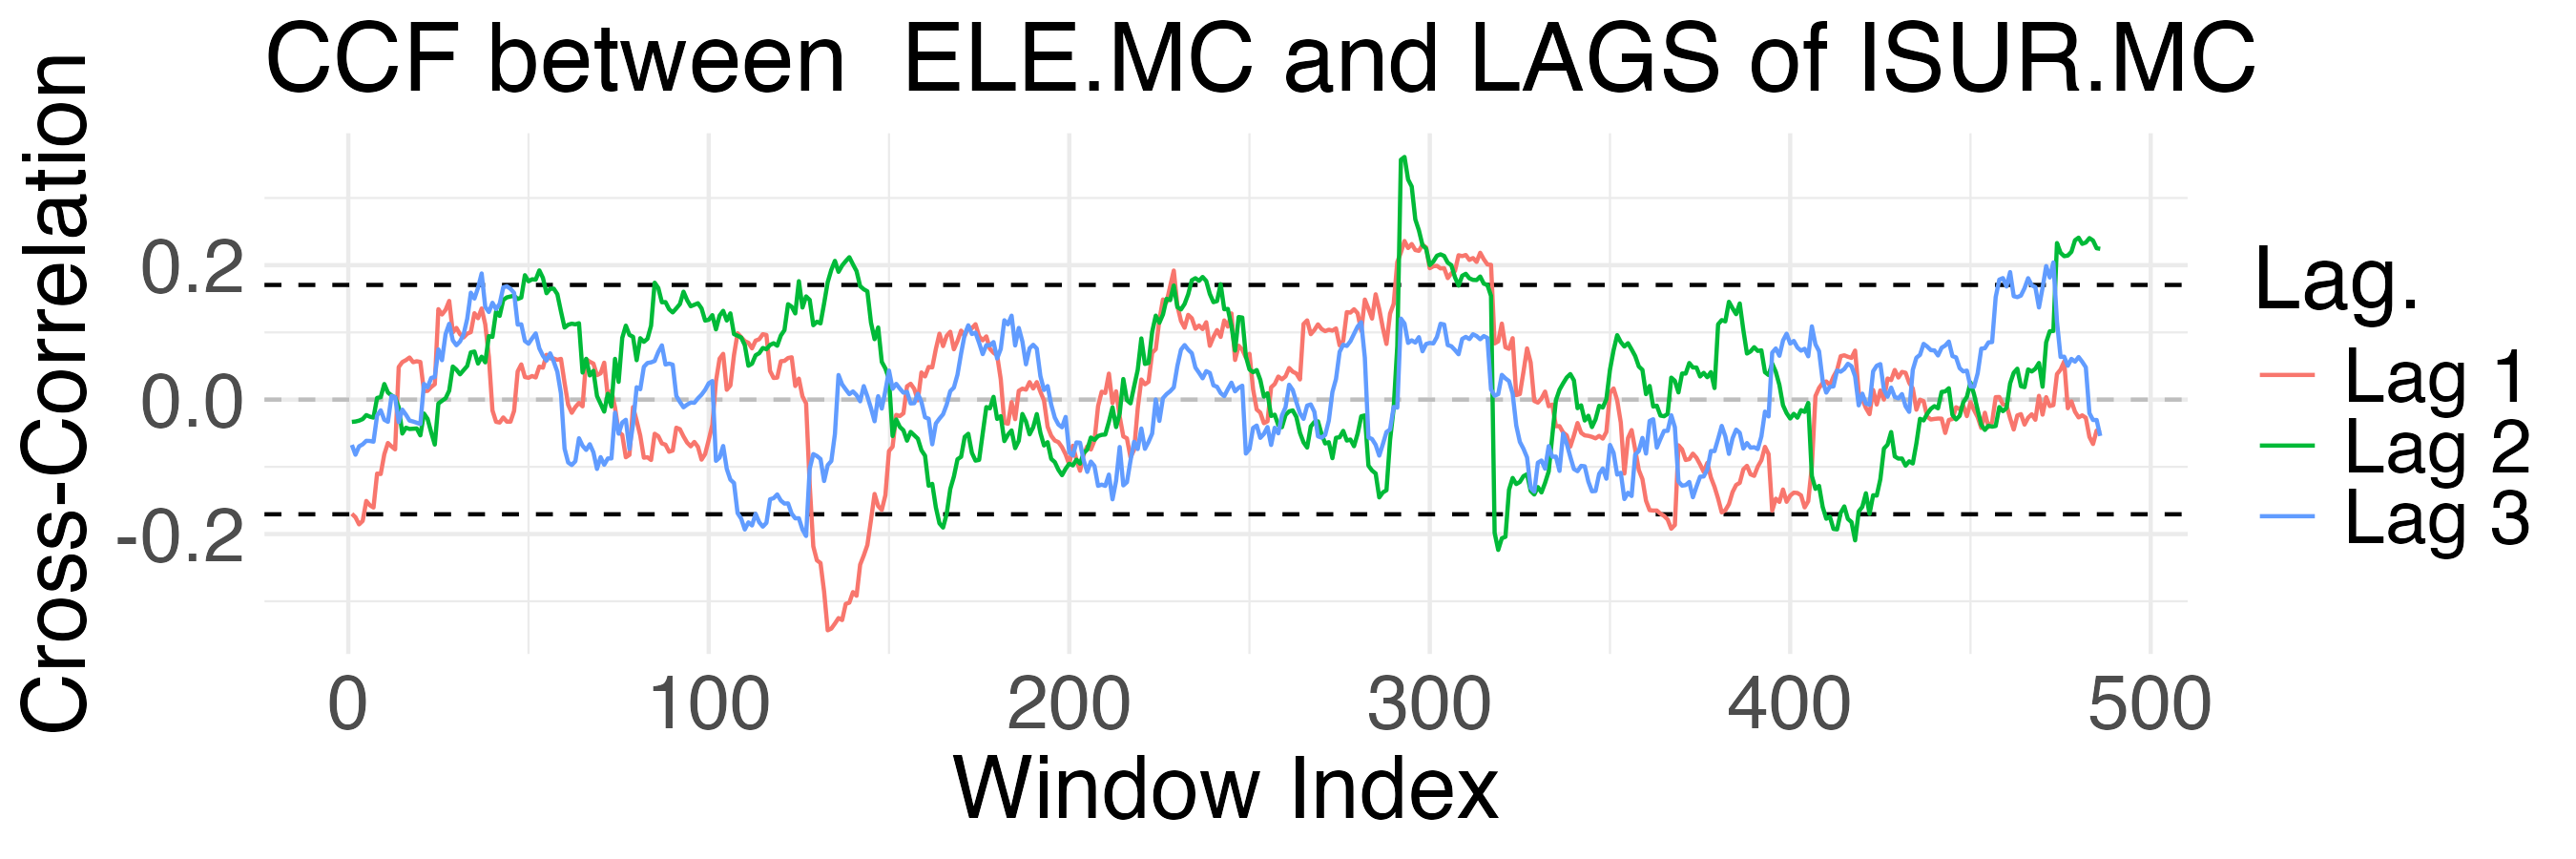 CCF between  ELE.MC and LAGS of ISUR.MC
Cross-Correlation
0.2
0.0
-0.2
0 100 200 300 400 500
Window Index
Lag.
Lag 1
Lag 2
Lag 3